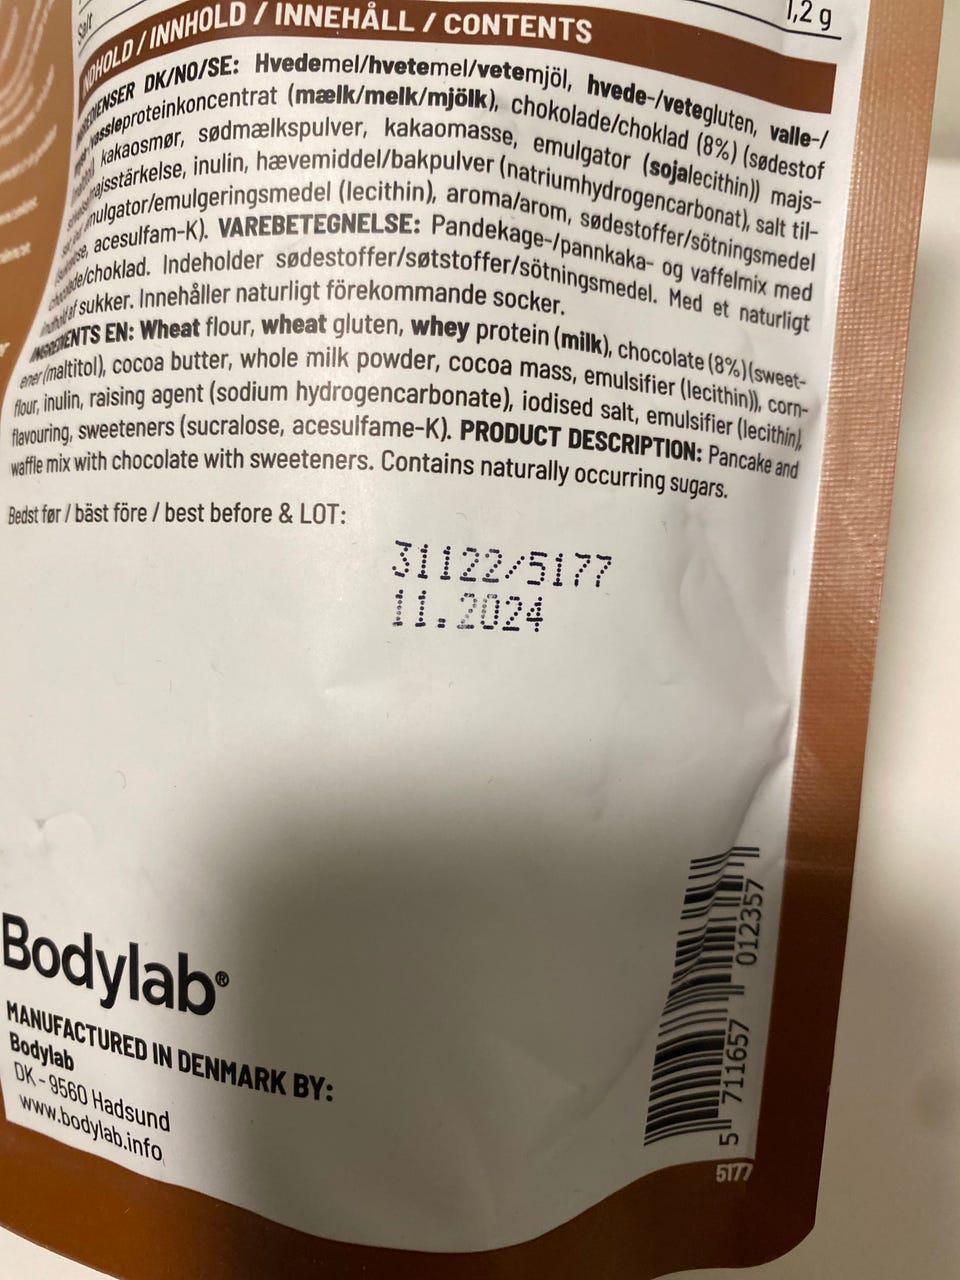 Salt 1,2 g
INDHOLD / INNHOLD / INNEHÅLL / CONTENTS
INGREDIENSER DK/NO/SE: Hvedemel/hvetemel/vetemjöl, hvede-/vetegluten, valle-/
myse-/vassleproteinkoncentrat (mælk/melk/mjölk), chokolade/choklad (8%) (sødestof
kakaosmør, sødmælkspulver, kakaomasse, emulgator (sojalecithin)) majs-
majsstärkelse, inulin, hævemiddel/bakpulver (natriumhydrogencarbonat), salt til-
emulgator/emulgeringsmedel (lecithin), aroma/arom, sødestoffer/sötningsmedel
acesulfam-K). VAREBETEGNELSE: Pandekage-/pannkaka- og vaffelmix med
chocolade/choklad. Indeholder sødestoffer/søtstoffer/sötningsmedel. Med et naturligt
indhold af sukker. Innehåller naturligt förekommande socker.
INGREDIENTS EN: Wheat flour, wheat gluten, whey protein (milk), chocolate (8%)(sweet-
ener (maltitol), cocoa butter, whole milk powder, cocoa mass, emulsifier (lecithin)), corn-
flour, inulin, raising agent (sodium hydrogencarbonate), iodised salt, emulsifier (lecithin),
flavouring, sweeteners (sucralose, acesulfame-K). PRODUCT DESCRIPTION: Pancake and
waffle mix with chocolate with sweeteners. Contains naturally occurring sugars.
Bedst før / bäst före / best before & LOT:
31122/5177
11.2024
Bodylab®
MANUFACTURED IN DENMARK BY:
Bodylab
DK - 9560 Hadsund
www.bodylab.info
5 711657 012357
5177